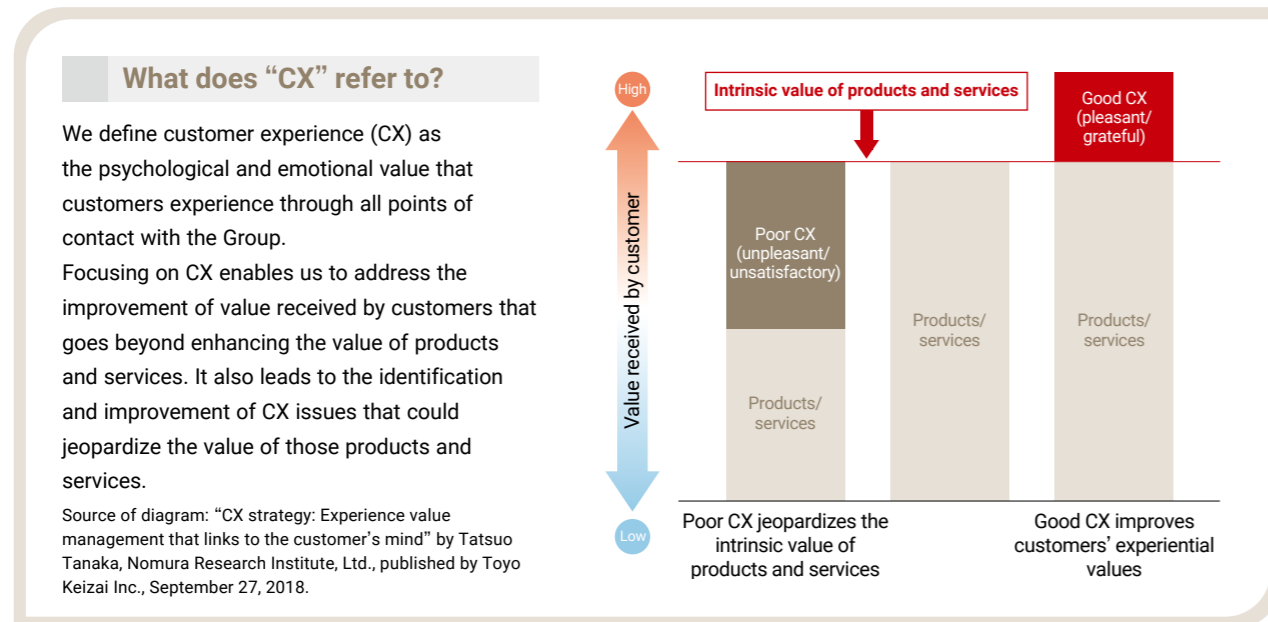 What does “CX” refer to?
We define customer experience (CX) as
the psychological and emotional value that
customers experience through all points of
contact with the Group.
Focusing on CX enables us to address the
improvement of value received by customers that
goes beyond enhancing the value of products
and services. It also leads to the identification
and improvement of CX issues that could
jeopardize the value of those products and
services.
Source of diagram: “CX strategy: Experience value
management that links to the customer’s mind” by Tatsuo
Tanaka, Nomura Research Institute, Ltd., published by Toyo
Keizai Inc., September 27, 2018.
High
Value received by customer
Low
Intrinsic value of products and services
Poor CX
(unpleasant/
unsatisfactory)
Products/
services
Products/
services
Good CX
(pleasant/
grateful)
Products/
services
Poor CX jeopardizes the
intrinsic value of
products and services
Good CX improves
customers’ experiential
values